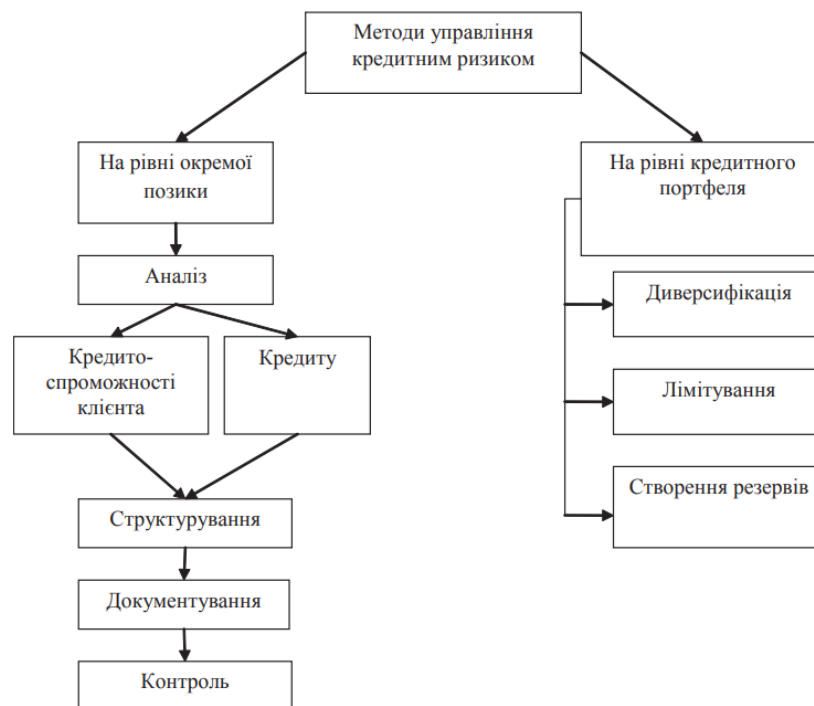 Методи управління
кредитним ризиком
На рівні окремої
позики
Аналіз
Кредито-
спроможності
клієнта
Кредиту
Структурування
Документування
Контроль
На рівні кредитного
портфеля
Диверсифікація
Лімітування
Створення резервів